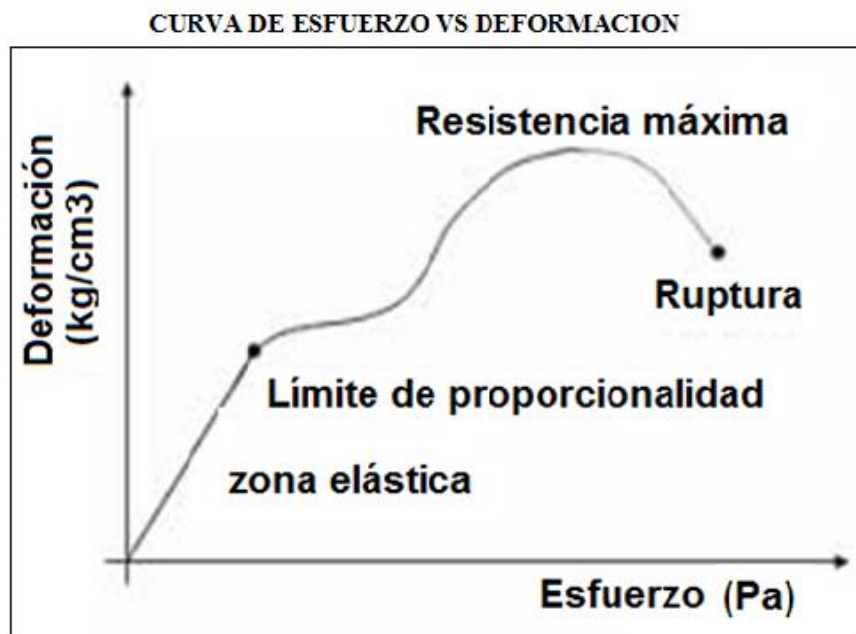 CURVA DE ESFUERZO VS DEFORMACION
Resistencia máxima
Deformación
(kg/cm3)
Ruptura
Límite de proporcionalidad
zona elástica
Esfuerzo (Pa)